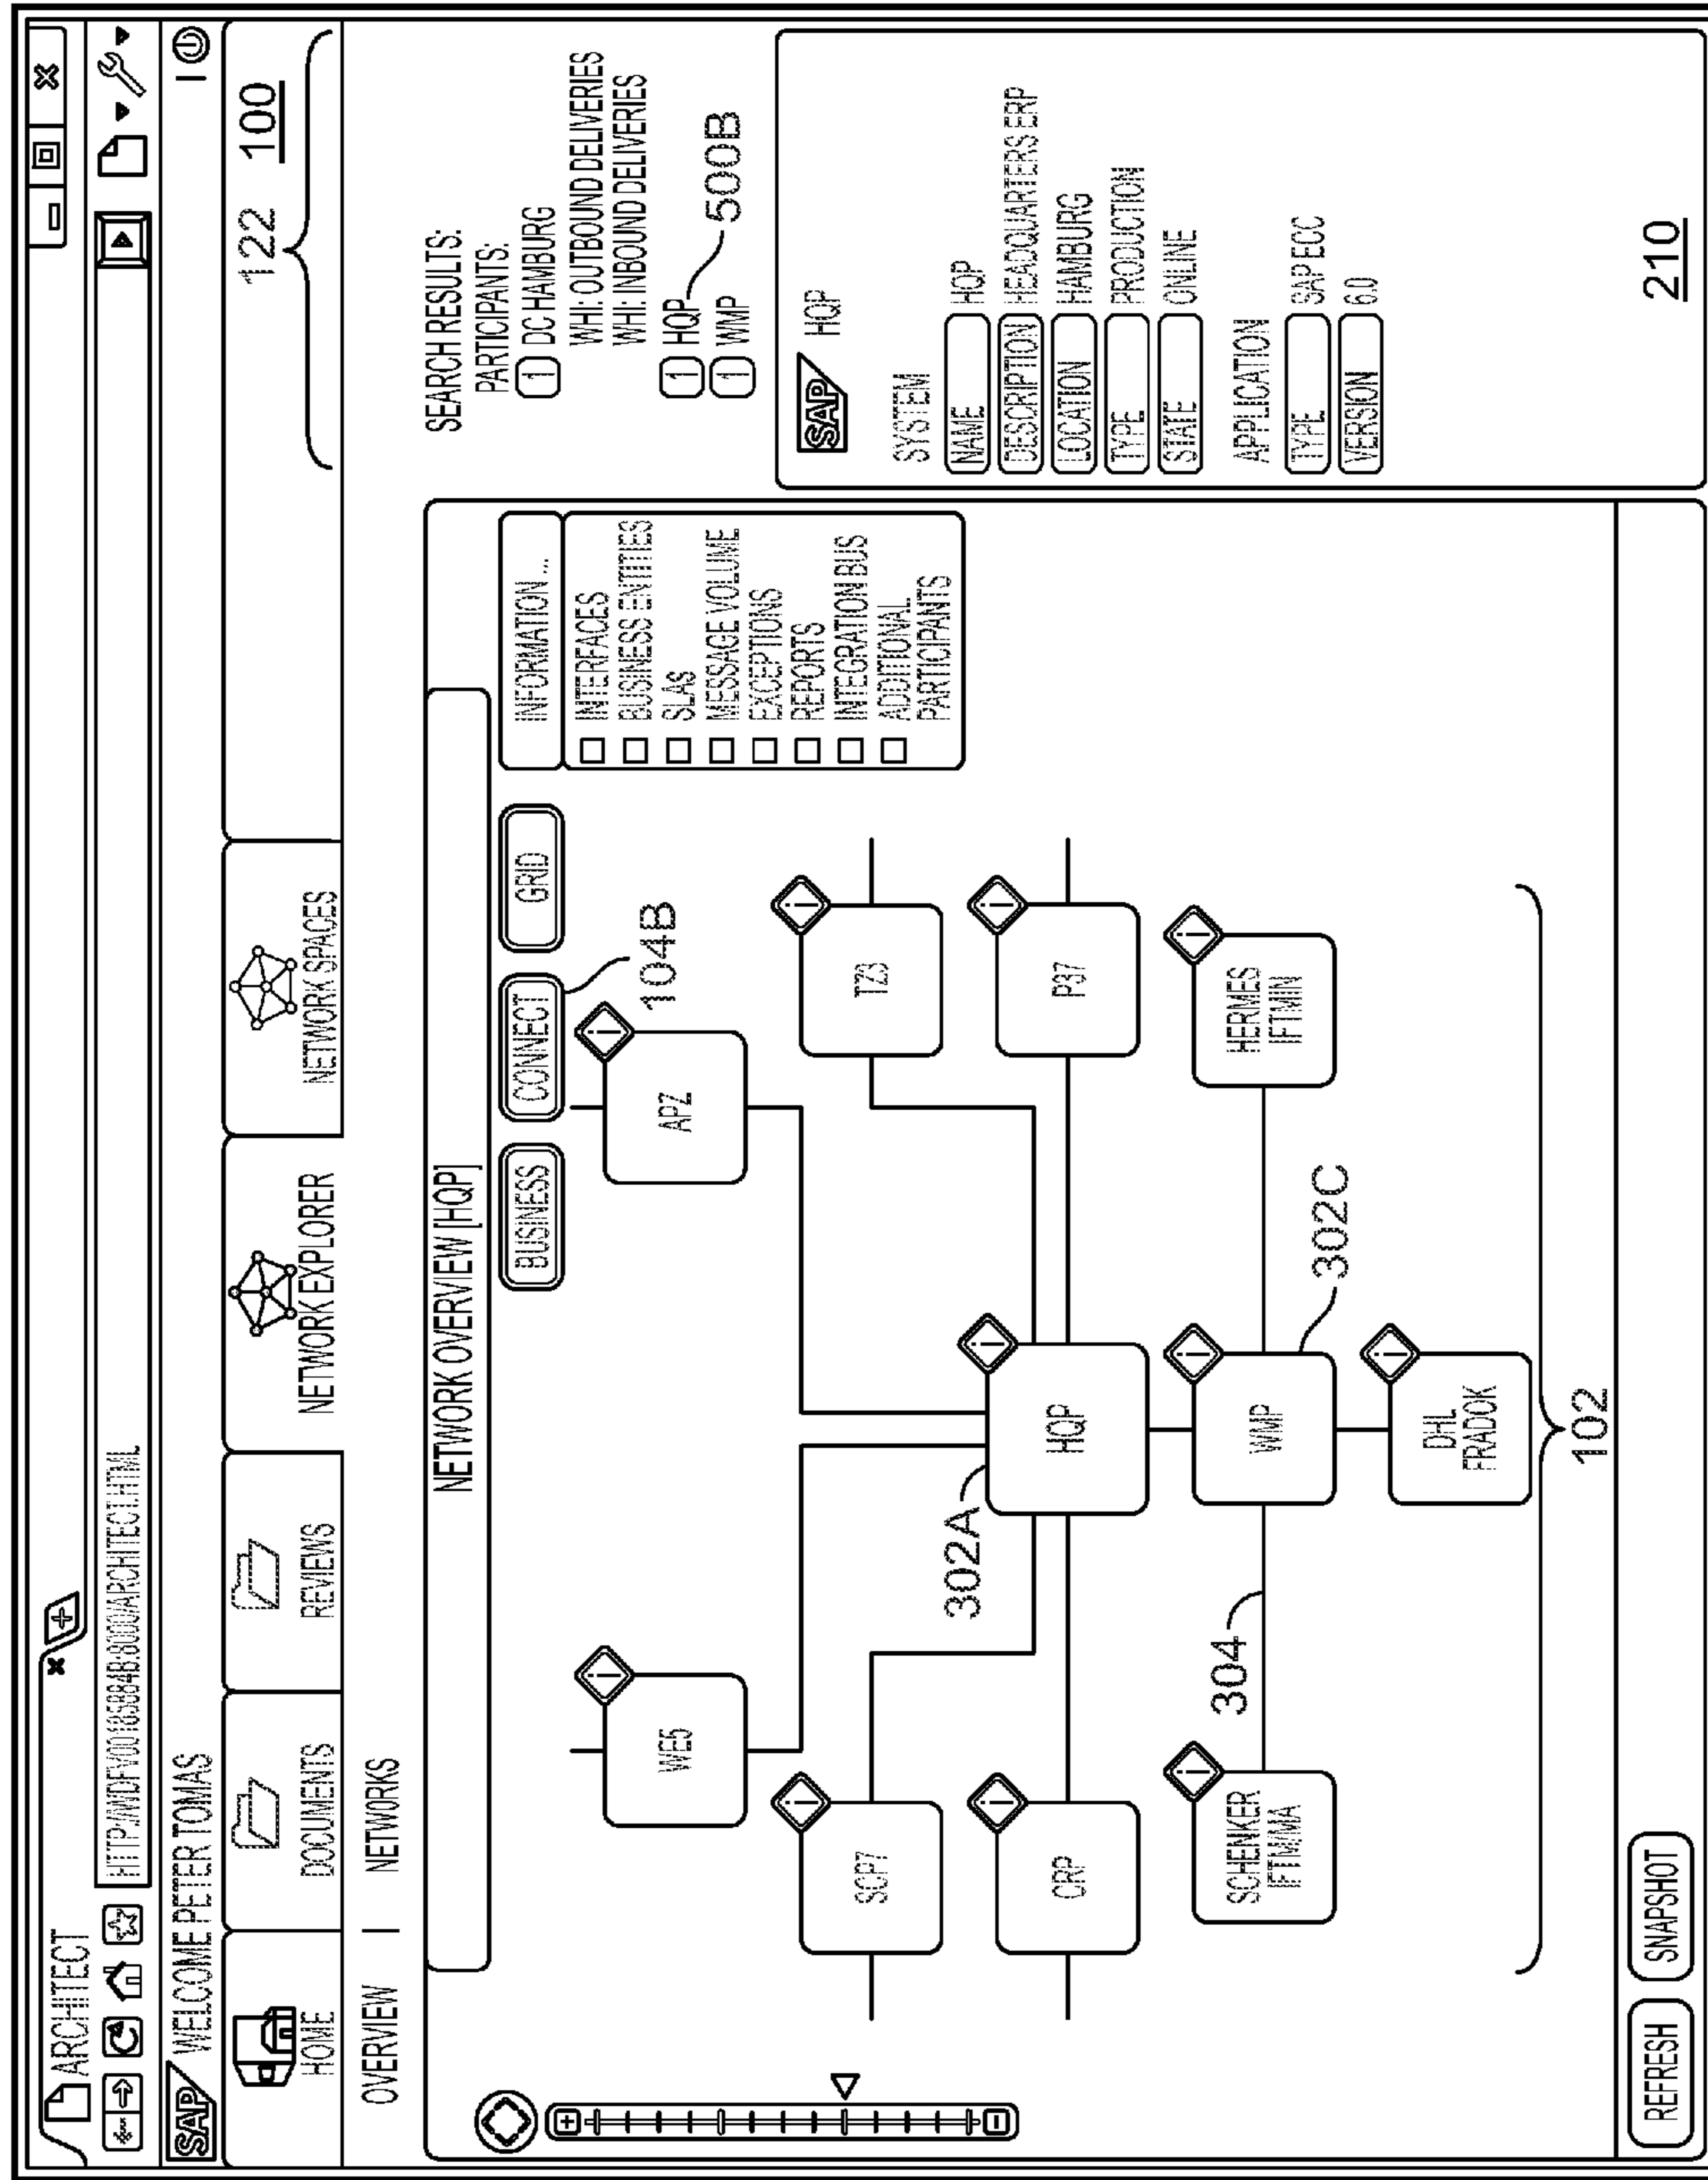 ARCHITECT
HTTP://WDFV00185884B:8000/ARCHITECT.HTML
SAP WELCOME PETER TOMAS
HOME
DOCUMENTS
REVIEWS
NETWORK EXPLORER
NETWORK SPACES
122
100
OVERVIEW | NETWORKS
NETWORK OVERVIEW [HQP]
BUSINESS
CONNECT
GRID
104B
INFORMATION ...
INTERFACES
BUSINESS ENTITIES
SLAS
MESSAGE VOLUME
EXCEPTIONS
REPORTS
INTEGRATION BUS
ADDITIONAL
PARTICIPANTS
WE5
APZ
SCP7
TZ3
302A
HQP
CRP
P37
304
SCHENKER
WMP
302C
HERMES
IFTMIN
DHL
FRADOK
102
REFRESH
SNAPSHOT
SEARCH RESULTS:
PARTICIPANTS:
1 DC HAMBURG
WHI: OUTBOUND DELIVERIES
WHI: INBOUND DELIVERIES
1 HQP
500B
1 WMP
SAP HQP
SYSTEM
NAME HQP
DESCRIPTION HEADQUARTERS ERP
LOCATION HAMBURG
TYPE PRODUCTION
STATE ONLINE
APPLICATION
TYPE SAP ECC
VERSION 6.0
210